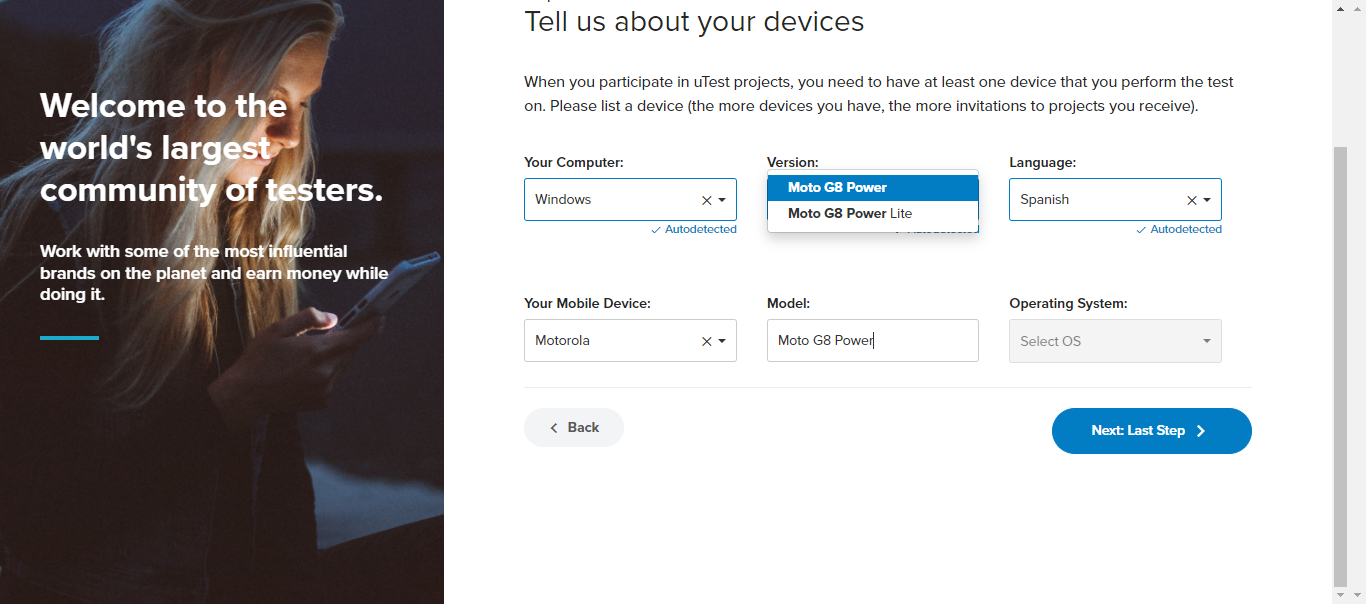 Welcome to the
world's largest
community of testers.
Work with some of the most influential
brands on the planet and earn money while
doing it.
Tell us about your devices
When you participate in uTest projects, you need to have at least one device that you perform the test
on. Please list a device (the more devices you have, the more invitations to projects you receive).
Your Computer:
Windows
Autodetected
Version:
Moto G8 Power
Moto G8 Power Lite
Language:
Spanish
Autodetected
Your Mobile Device:
Motorola
Model:
Moto G8 Power
Operating System:
Select OS
Back
Next: Last Step